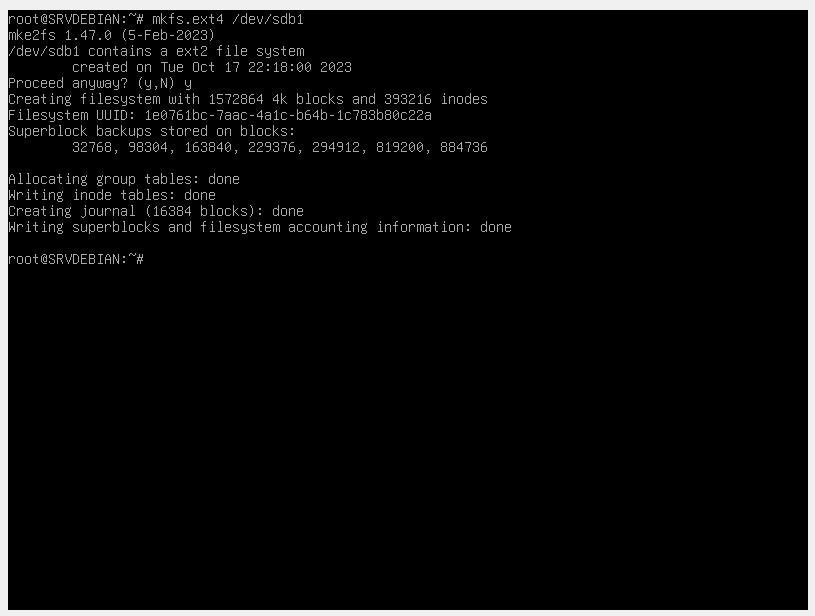 root@SRVDEBIAN:~# mkfs.ext4 /dev/sdb1
mke2fs 1.47.0 (5-Feb-2023)
/dev/sdb1 contains a ext2 file system
        created on Tue Oct 17 22:18:00 2023
Proceed anyway? (y,N) y
Creating filesystem with 1572864 4k blocks and 393216 inodes
Filesystem UUID: 1e0761bc-7aac-4a1c-b64b-1c783b80c22a
Superblock backups stored on blocks:
        32768, 98304, 163840, 229376, 294912, 819200, 884736
Allocating group tables: done
Writing inode tables: done
Creating journal (16384 blocks): done
Writing superblocks and filesystem accounting information: done
root@SRVDEBIAN:~#